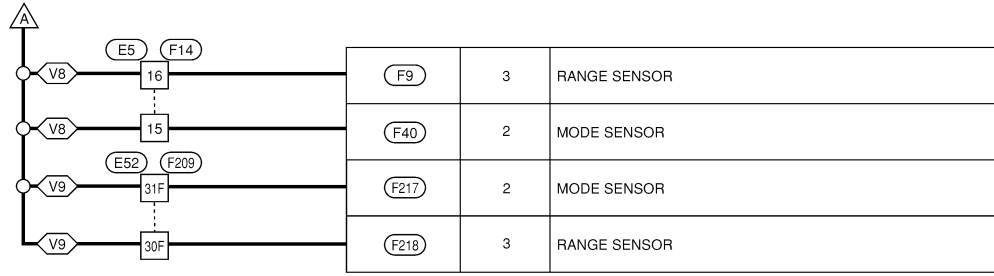 A
E5 F14
V8 16 F9 3 RANGE SENSOR
V8 15 F40 2 MODE SENSOR
E52 F209
V9 31F F217 2 MODE SENSOR
V9 30F F218 3 RANGE SENSOR